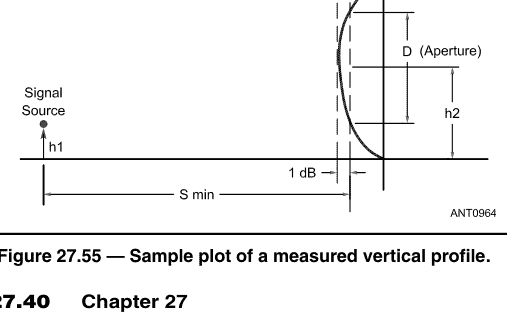 D (Aperture)
Signal
Source
h2
h1
1 dB
S min
ANT0964
Figure 27.55 — Sample plot of a measured vertical profile.
27.40 Chapter 27